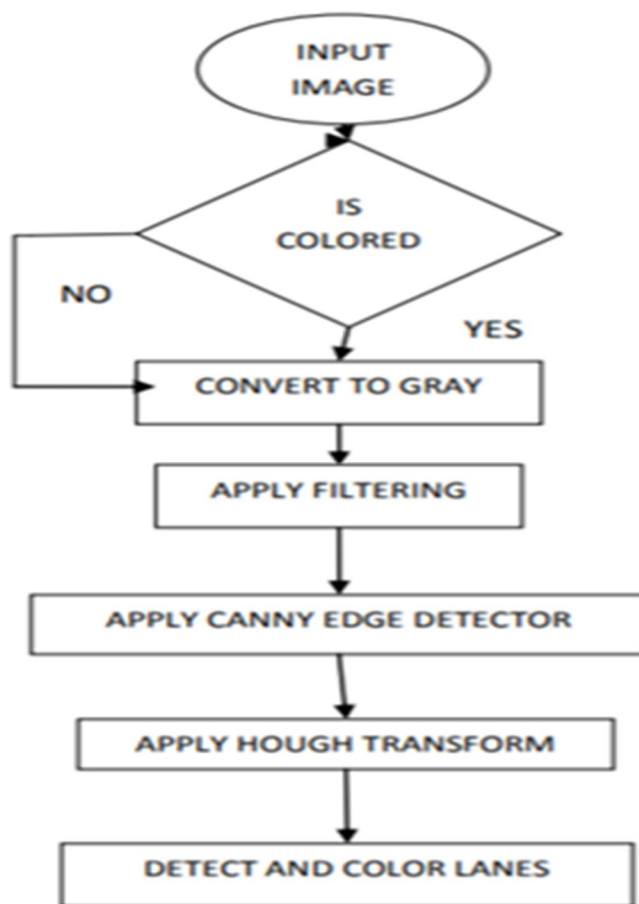 INPUT
IMAGE
IS
COLORED
NO
YES
CONVERT TO GRAY
APPLY FILTERING
APPLY CANNY EDGE DETECTOR
APPLY HOUGH TRANSFORM
DETECT AND COLOR LANES